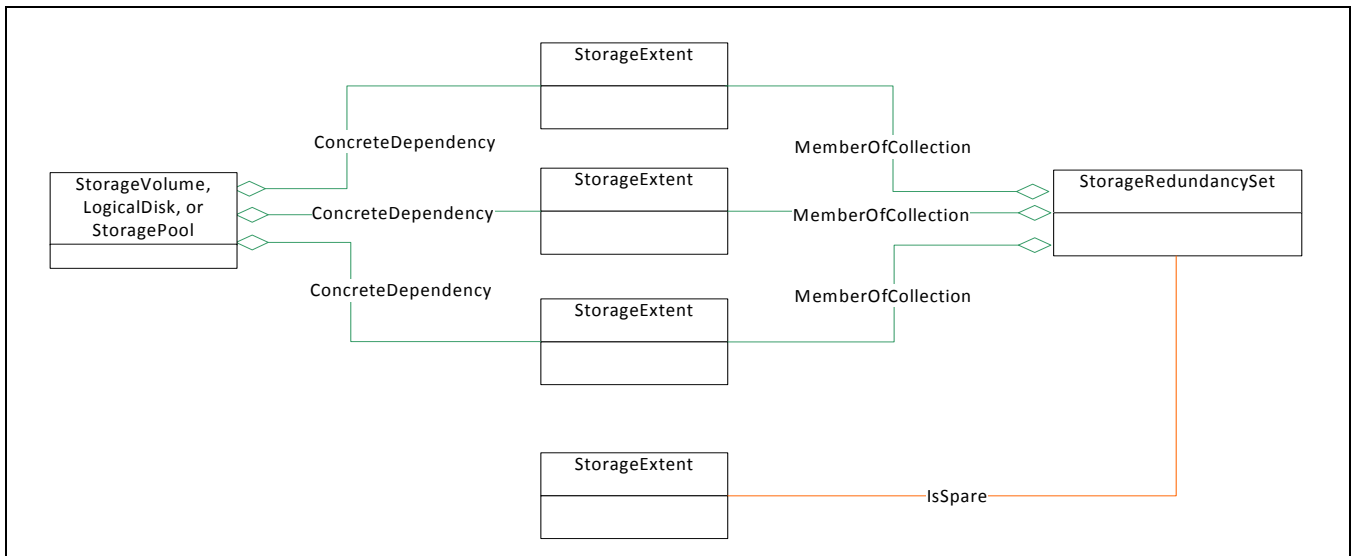 StorageExtent
ConcreteDependency
MemberOfCollection
StorageVolume,
LogicalDisk, or
StoragePool
StorageExtent
StorageRedundancySet
ConcreteDependency
MemberOfCollection
ConcreteDependency
MemberOfCollection
StorageExtent
StorageExtent
IsSpare